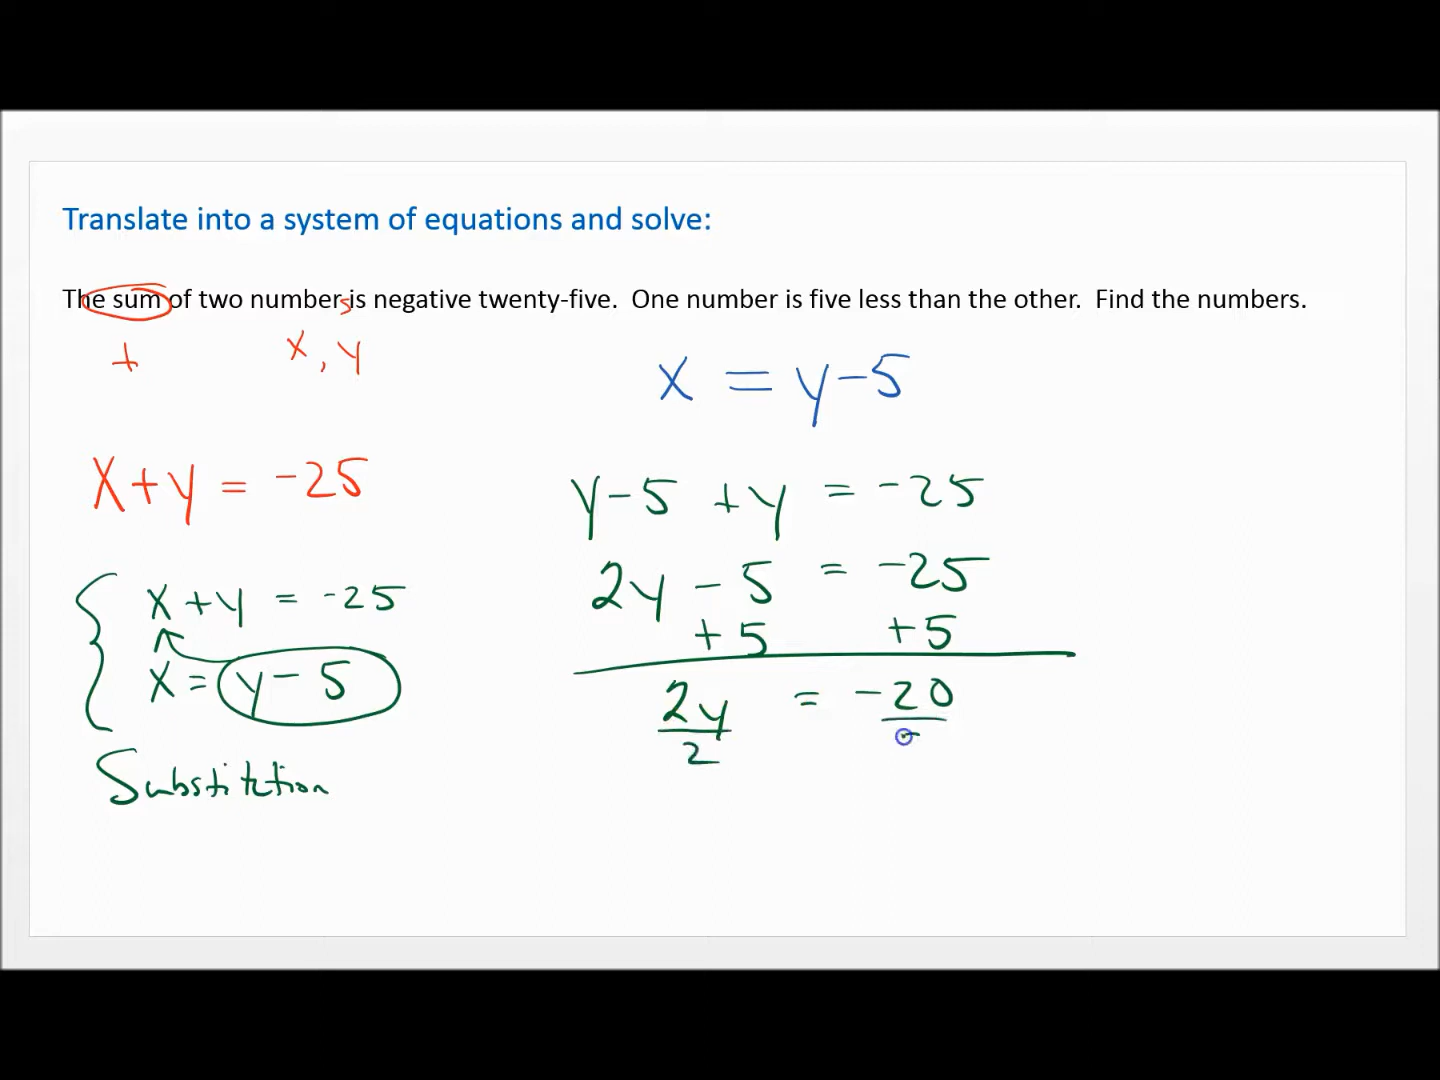 Translate into a system of equations and solve:
The sum of two numbers is negative twenty-five. One number is five less than the other. Find the numbers.
+ x, y
x = y-5
x+y = -25
y-5 +y = -25
2y - 5 = -25
+5 +5
2y = -20
2
x+y = -25
x = y-5
Substitution